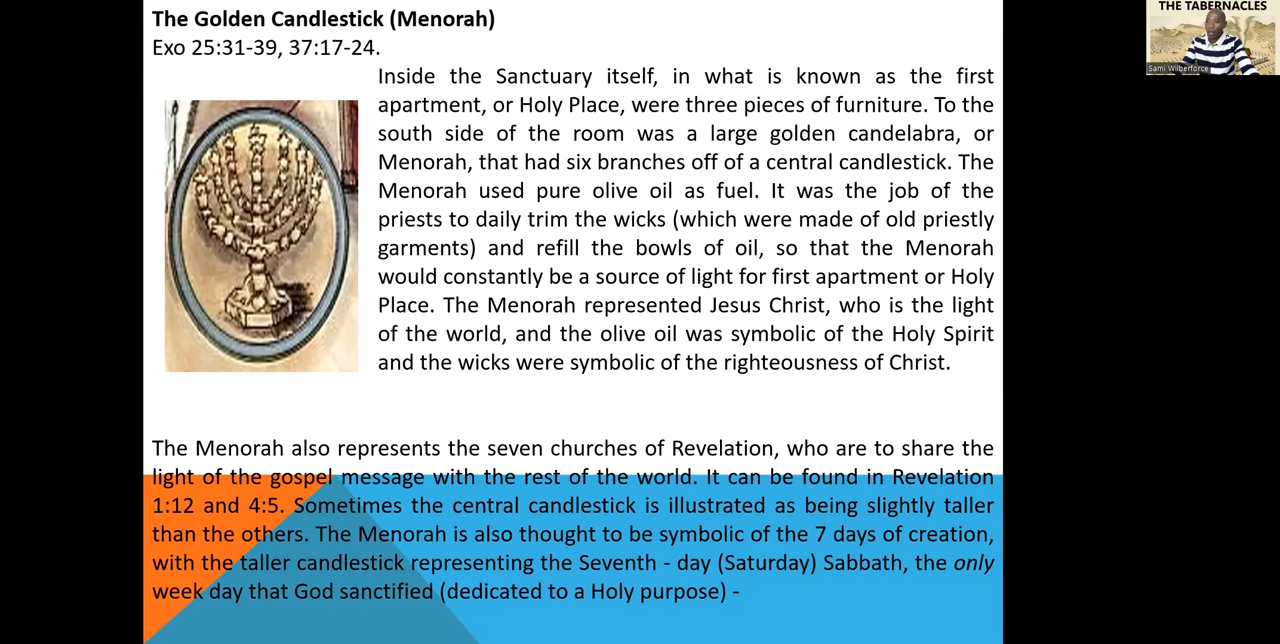 The Golden Candlestick (Menorah)
Exo 25:31-39, 37:17-24.
Inside the Sanctuary itself, in what is known as the first
apartment, or Holy Place, were three pieces of furniture. To the
south side of the room was a large golden candelabra, or
Menorah, that had six branches off of a central candlestick. The
Menorah used pure olive oil as fuel. It was the job of the
priests to daily trim the wicks (which were made of old priestly
garments) and refill the bowls of oil, so that the Menorah
would constantly be a source of light for first apartment or Holy
Place. The Menorah represented Jesus Christ, who is the light
of the world, and the olive oil was symbolic of the Holy Spirit
and the wicks were symbolic of the righteousness of Christ.
The Menorah also represents the seven churches of Revelation, who are to share the
light of the gospel message with the rest of the world. It can be found in Revelation
1:12 and 4:5. Sometimes the central candlestick is illustrated as being slightly taller
than the others. The Menorah is also thought to be symbolic of the 7 days of creation,
with the taller candlestick representing the Seventh - day (Saturday) Sabbath, the only
week day that God sanctified (dedicated to a Holy purpose) -
THE TABERNACLES
Sami Wilberforce